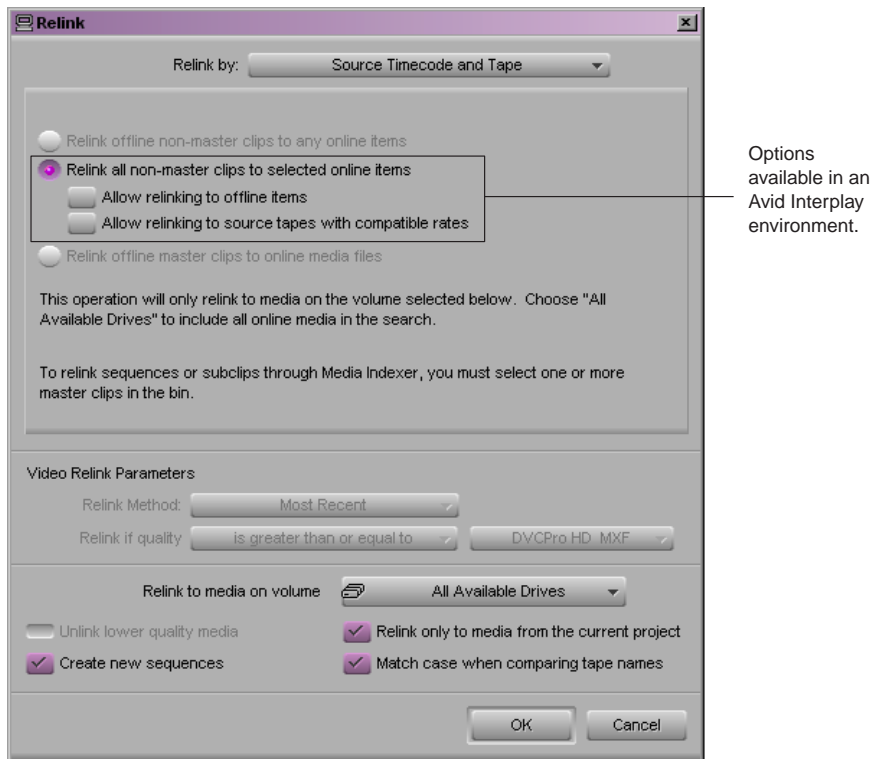 Relink
Relink by: Source Timecode and Tape
Relink offline non-master clips to any online items
Relink all non-master clips to selected online items
Allow relinking to offline items
Allow relinking to source tapes with compatible rates
Relink offline master clips to online media files
Options
available in an
Avid Interplay
environment.
This operation will only relink to media on the volume selected below. Choose "All
Available Drives" to include all online media in the search.
To relink sequences or subclips through Media Indexer, you must select one or more
master clips in the bin.
Video Relink Parameters
Relink Method: Most Recent
Relink if quality is greater than or equal to DVCPro HD MXF
Relink to media on volume All Available Drives
Unlink lower quality media Relink only to media from the current project
Create new sequences Match case when comparing tape names
OK Cancel